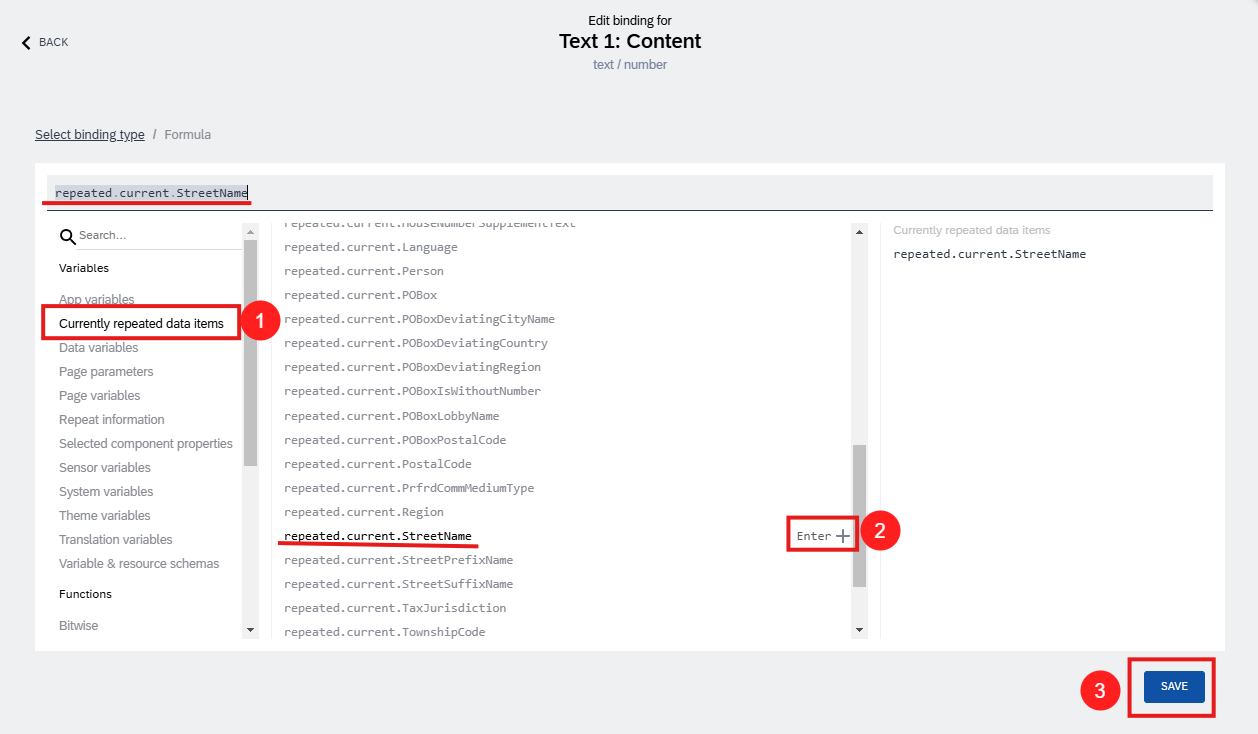 Edit binding for
BACK
Text 1: Content
text / number
Select binding type / Formula
repeated.current.StreetName
Search...
Variables
App variables
Currently repeated data items
1
Data variables
Page parameters
Page variables
Repeat information
Selected component properties
Sensor variables
System variables
Theme variables
Translation variables
Variable & resource schemas
Functions
Bitwise
repeated.current.HouseNumberSupplementText
repeated.current.Language
repeated.current.Person
repeated.current.POBox
repeated.current.POBoxDeviatingCityName
repeated.current.POBoxDeviatingCountry
repeated.current.POBoxDeviatingRegion
repeated.current.POBoxIsWithoutNumber
repeated.current.POBoxLobbyName
repeated.current.POBoxPostalCode
repeated.current.PostalCode
repeated.current.PrfrdCommMediumType
repeated.current.Region
repeated.current.StreetName
Enter +
2
repeated.current.StreetPrefixName
repeated.current.StreetSuffixName
repeated.current.TaxJurisdiction
repeated.current.TownshipCode
Currently repeated data items
repeated.current.StreetName
3
SAVE